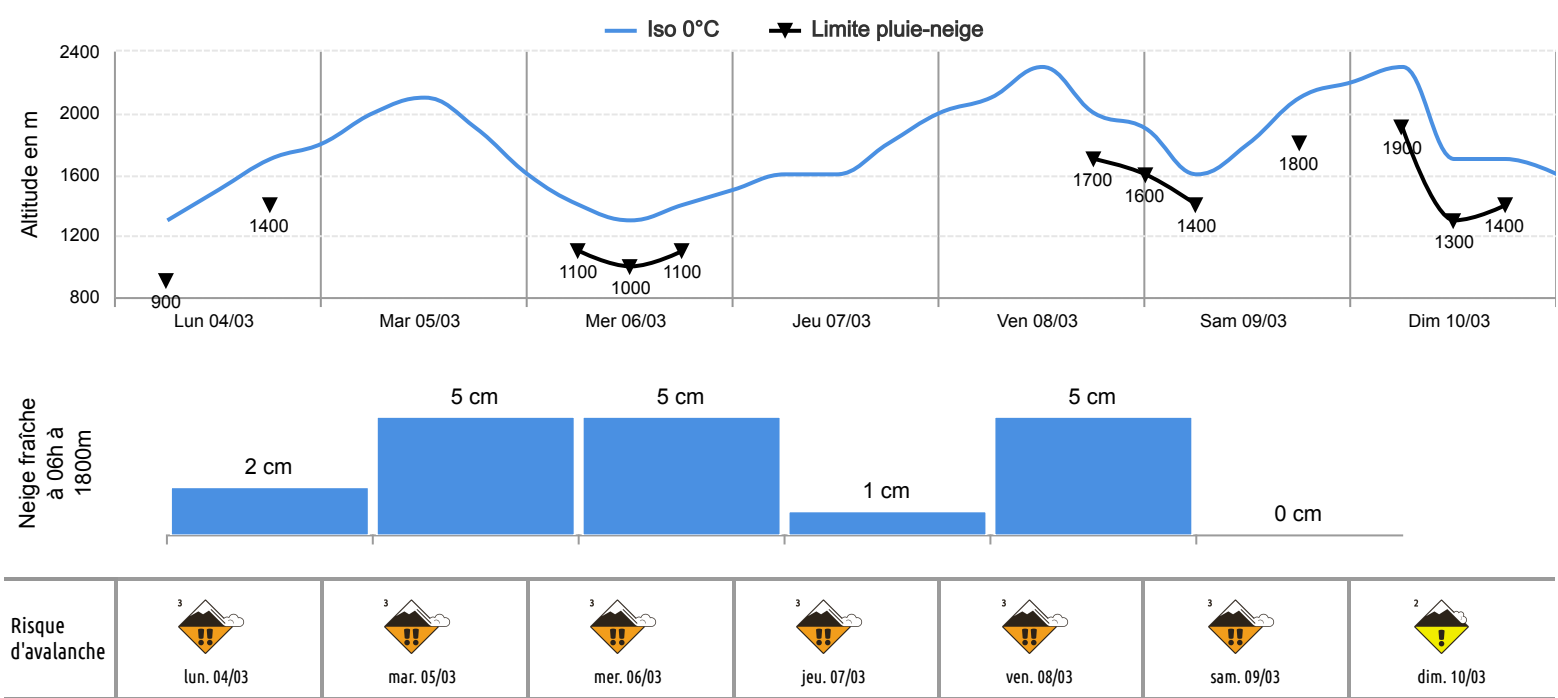 Iso 0°C
Limite pluie-neige
Altitude en m
2400
2000
1600
1200
800
900
1400
1100
1000
1100
1700
1600
1400
1800
1900
1300
1400
Lun 04/03
Mar 05/03
Mer 06/03
Jeu 07/03
Ven 08/03
Sam 09/03
Dim 10/03
Neige fraîche
à 06h à
1800m
2 cm
5 cm
5 cm
1 cm
5 cm
0 cm
Risque
d'avalanche
3
lun. 04/03
3
mar. 05/03
3
mer. 06/03
3
jeu. 07/03
3
ven. 08/03
3
sam. 09/03
2
dim. 10/03